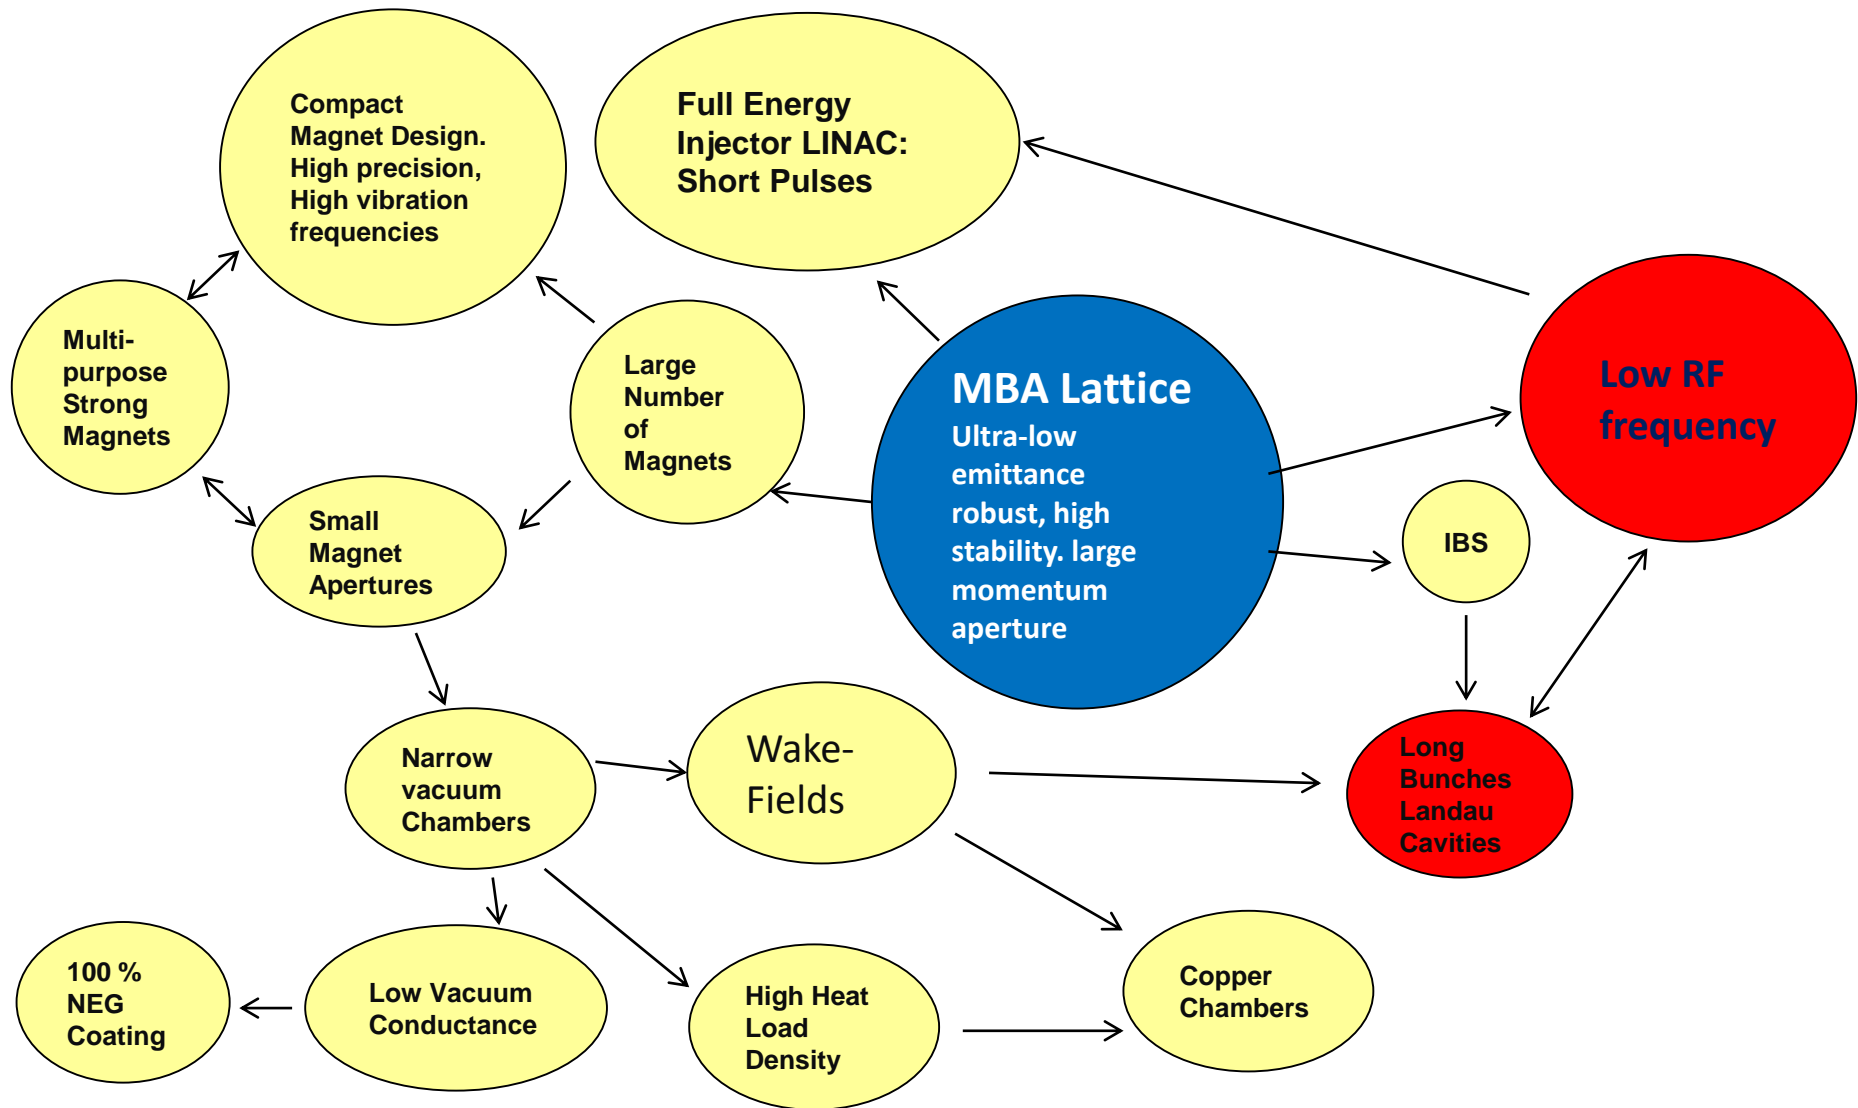 Compact
Magnet Design.
High precision,
High vibration
frequencies
Full Energy
Injector LINAC:
Short Pulses
Multi-
purpose
Strong
Magnets
Large
Number
of
Magnets
MBA Lattice
Ultra-low
emittance
robust, high
stability. large
momentum
aperture
Low RF
frequency
Small
Magnet
Apertures
IBS
Narrow
vacuum
Chambers
Wake-
Fields
Long
Bunches
Landau
Cavities
100 %
NEG
Coating
Low Vacuum
Conductance
High Heat
Load
Density
Copper
Chambers